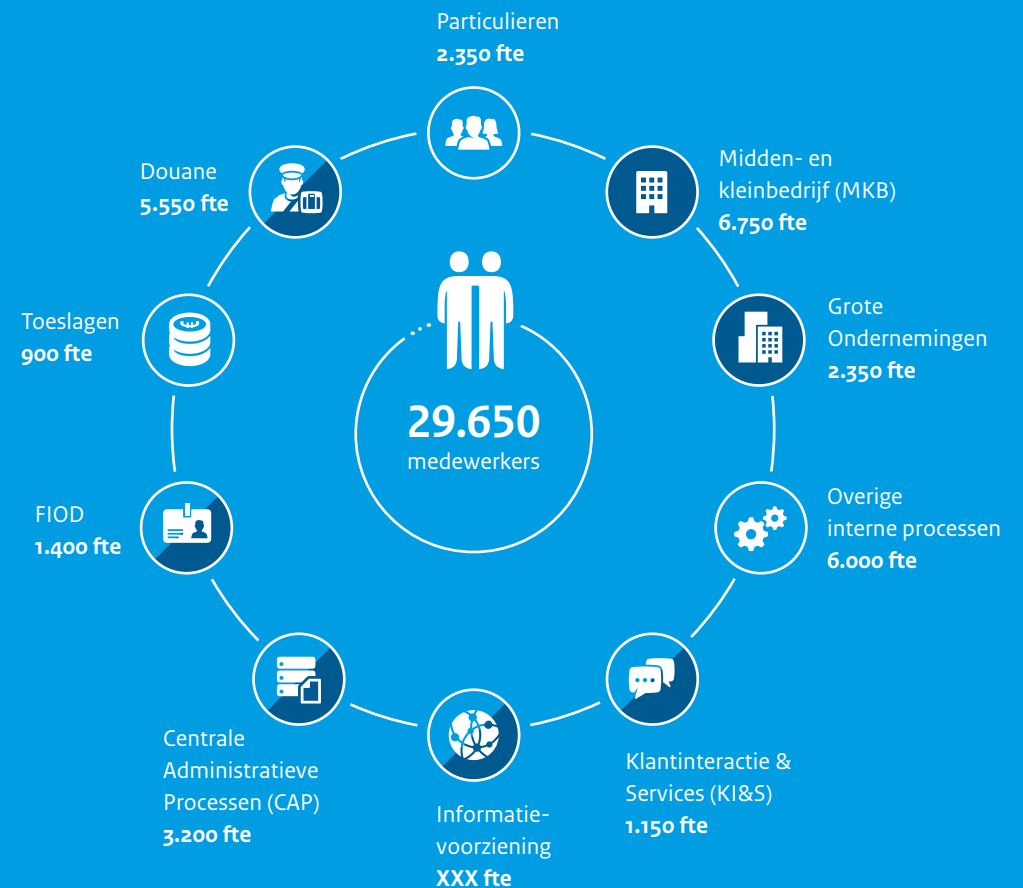 Particulieren
2.350 fte
Midden- en
kleinbedrijf (MKB)
6.750 fte
Grote
Ondernemingen
2.350 fte
Overige
interne processen
6.000 fte
Klantinteractie &
Services (KI&S)
1.150 fte
Informatie-
voorziening
XXX fte
Centrale
Administratieve
Processen (CAP)
3.200 fte
FIOD
1.400 fte
Toeslagen
900 fte
Douane
5.550 fte
29.650
medewerkers